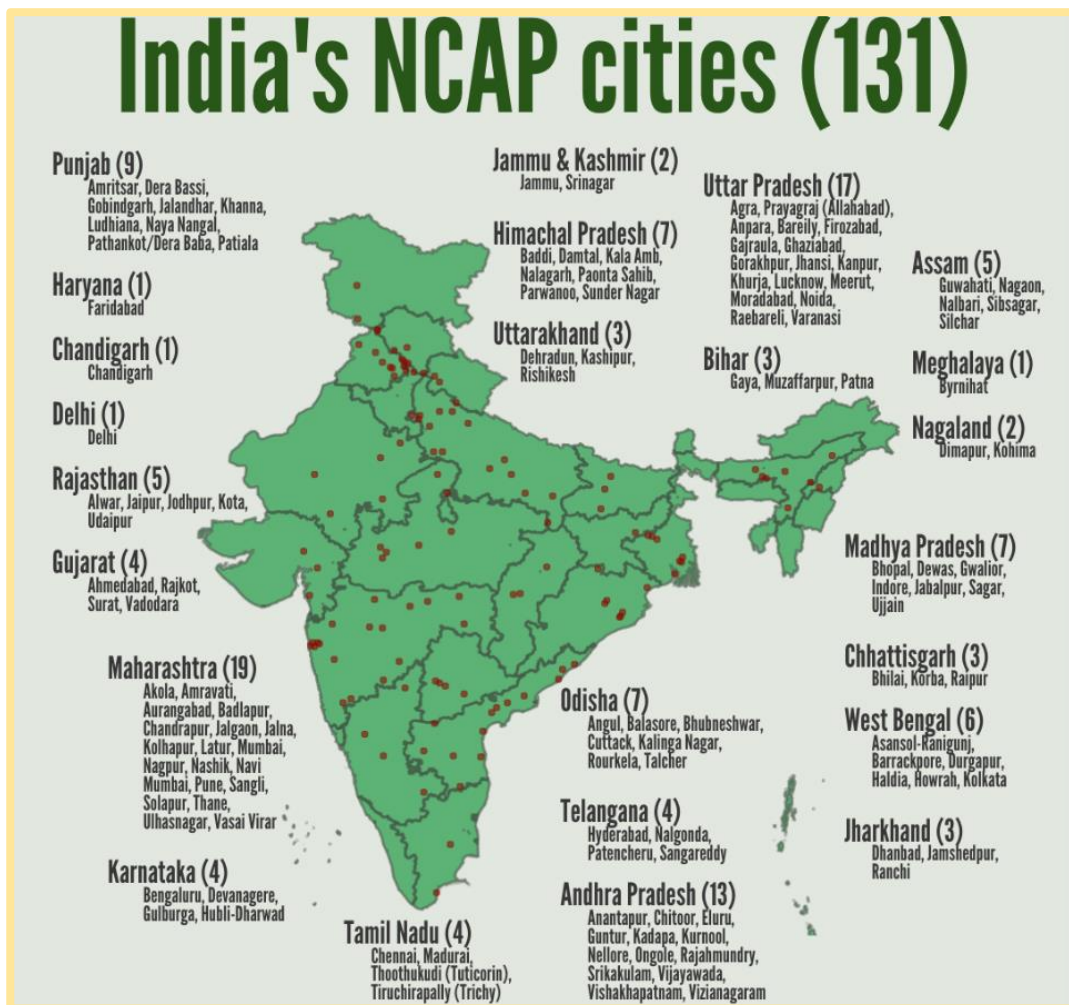 India's NCAP cities (131)
Punjab (9)
Amritsar, Dera Bassi,
Gobindgarh, Jalandhar, Khanna,
Ludhiana, Naya Nangal,
Pathankot/Dera Baba, Patiala
Haryana (1)
Faridabad
Chandigarh (1)
Chandigarh
Delhi (1)
Delhi
Rajasthan (5)
Alwar, Jaipur, Jodhpur, Kota,
Udaipur
Gujarat (4)
Ahmedabad, Rajkot,
Surat, Vadodara
Maharashtra (19)
Akola, Amravati,
Aurangabad, Badlapur,
Chandrapur, Jalgaon, Jalna,
Kolhapur, Latur, Mumbai,
Nagpur, Nashik, Navi
Mumbai, Pune, Sangli,
Solapur, Thane,
Ulhasnagar, Vasai Virar
Karnataka (4)
Bengaluru, Devanagere,
Gulburga, Hubli-Dharwad
Tamil Nadu (4)
Chennai, Madurai,
Thoothukudi (Tuticorin),
Tiruchirapally (Trichy)
Jammu & Kashmir (2)
Jammu, Srinagar
Himachal Pradesh (7)
Baddi, Damtal, Kala Amb,
Nalagarh, Paonta Sahib,
Parwanoo, Sunder Nagar
Uttarakhand (3)
Dehradun, Kashipur,
Rishikesh
Uttar Pradesh (17)
Agra, Prayagraj (Allahabad),
Anpara, Bareily, Firozabad,
Gajraula, Ghaziabad,
Gorakhpur, Jhansi, Kanpur,
Khurja, Lucknow, Meerut,
Moradabad, Noida,
Raebareli, Varanasi
Bihar (3)
Gaya, Muzaffarpur, Patna
Assam (5)
Guwahati, Nagaon,
Nalbari, Sibsagar,
Silchar
Meghalaya (1)
Byrnihat
Nagaland (2)
Dimapur, Kohima
Madhya Pradesh (7)
Bhopal, Dewas, Gwalior,
Indore, Jabalpur, Sagar,
Ujjain
Chhattisgarh (3)
Bhilai, Korba, Raipur
West Bengal (6)
Asansol-Ranigunj,
Barrackpore, Durgapur,
Haldia, Howrah, Kolkata
Jharkhand (3)
Dhanbad, Jamshedpur,
Ranchi
Odisha (7)
Angul, Balasore, Bhubneshwar,
Cuttack, Kalinga Nagar,
Rourkela, Talcher
Telangana (4)
Hyderabad, Nalgonda,
Patencheru, Sangareddy
Andhra Pradesh (13)
Anantapur, Chitoor, Eluru,
Guntur, Kadapa, Kurnool,
Nellore, Ongole, Rajahmundry,
Srikakulam, Vijayawada,
Vishakhapatnam, Vizianagaram